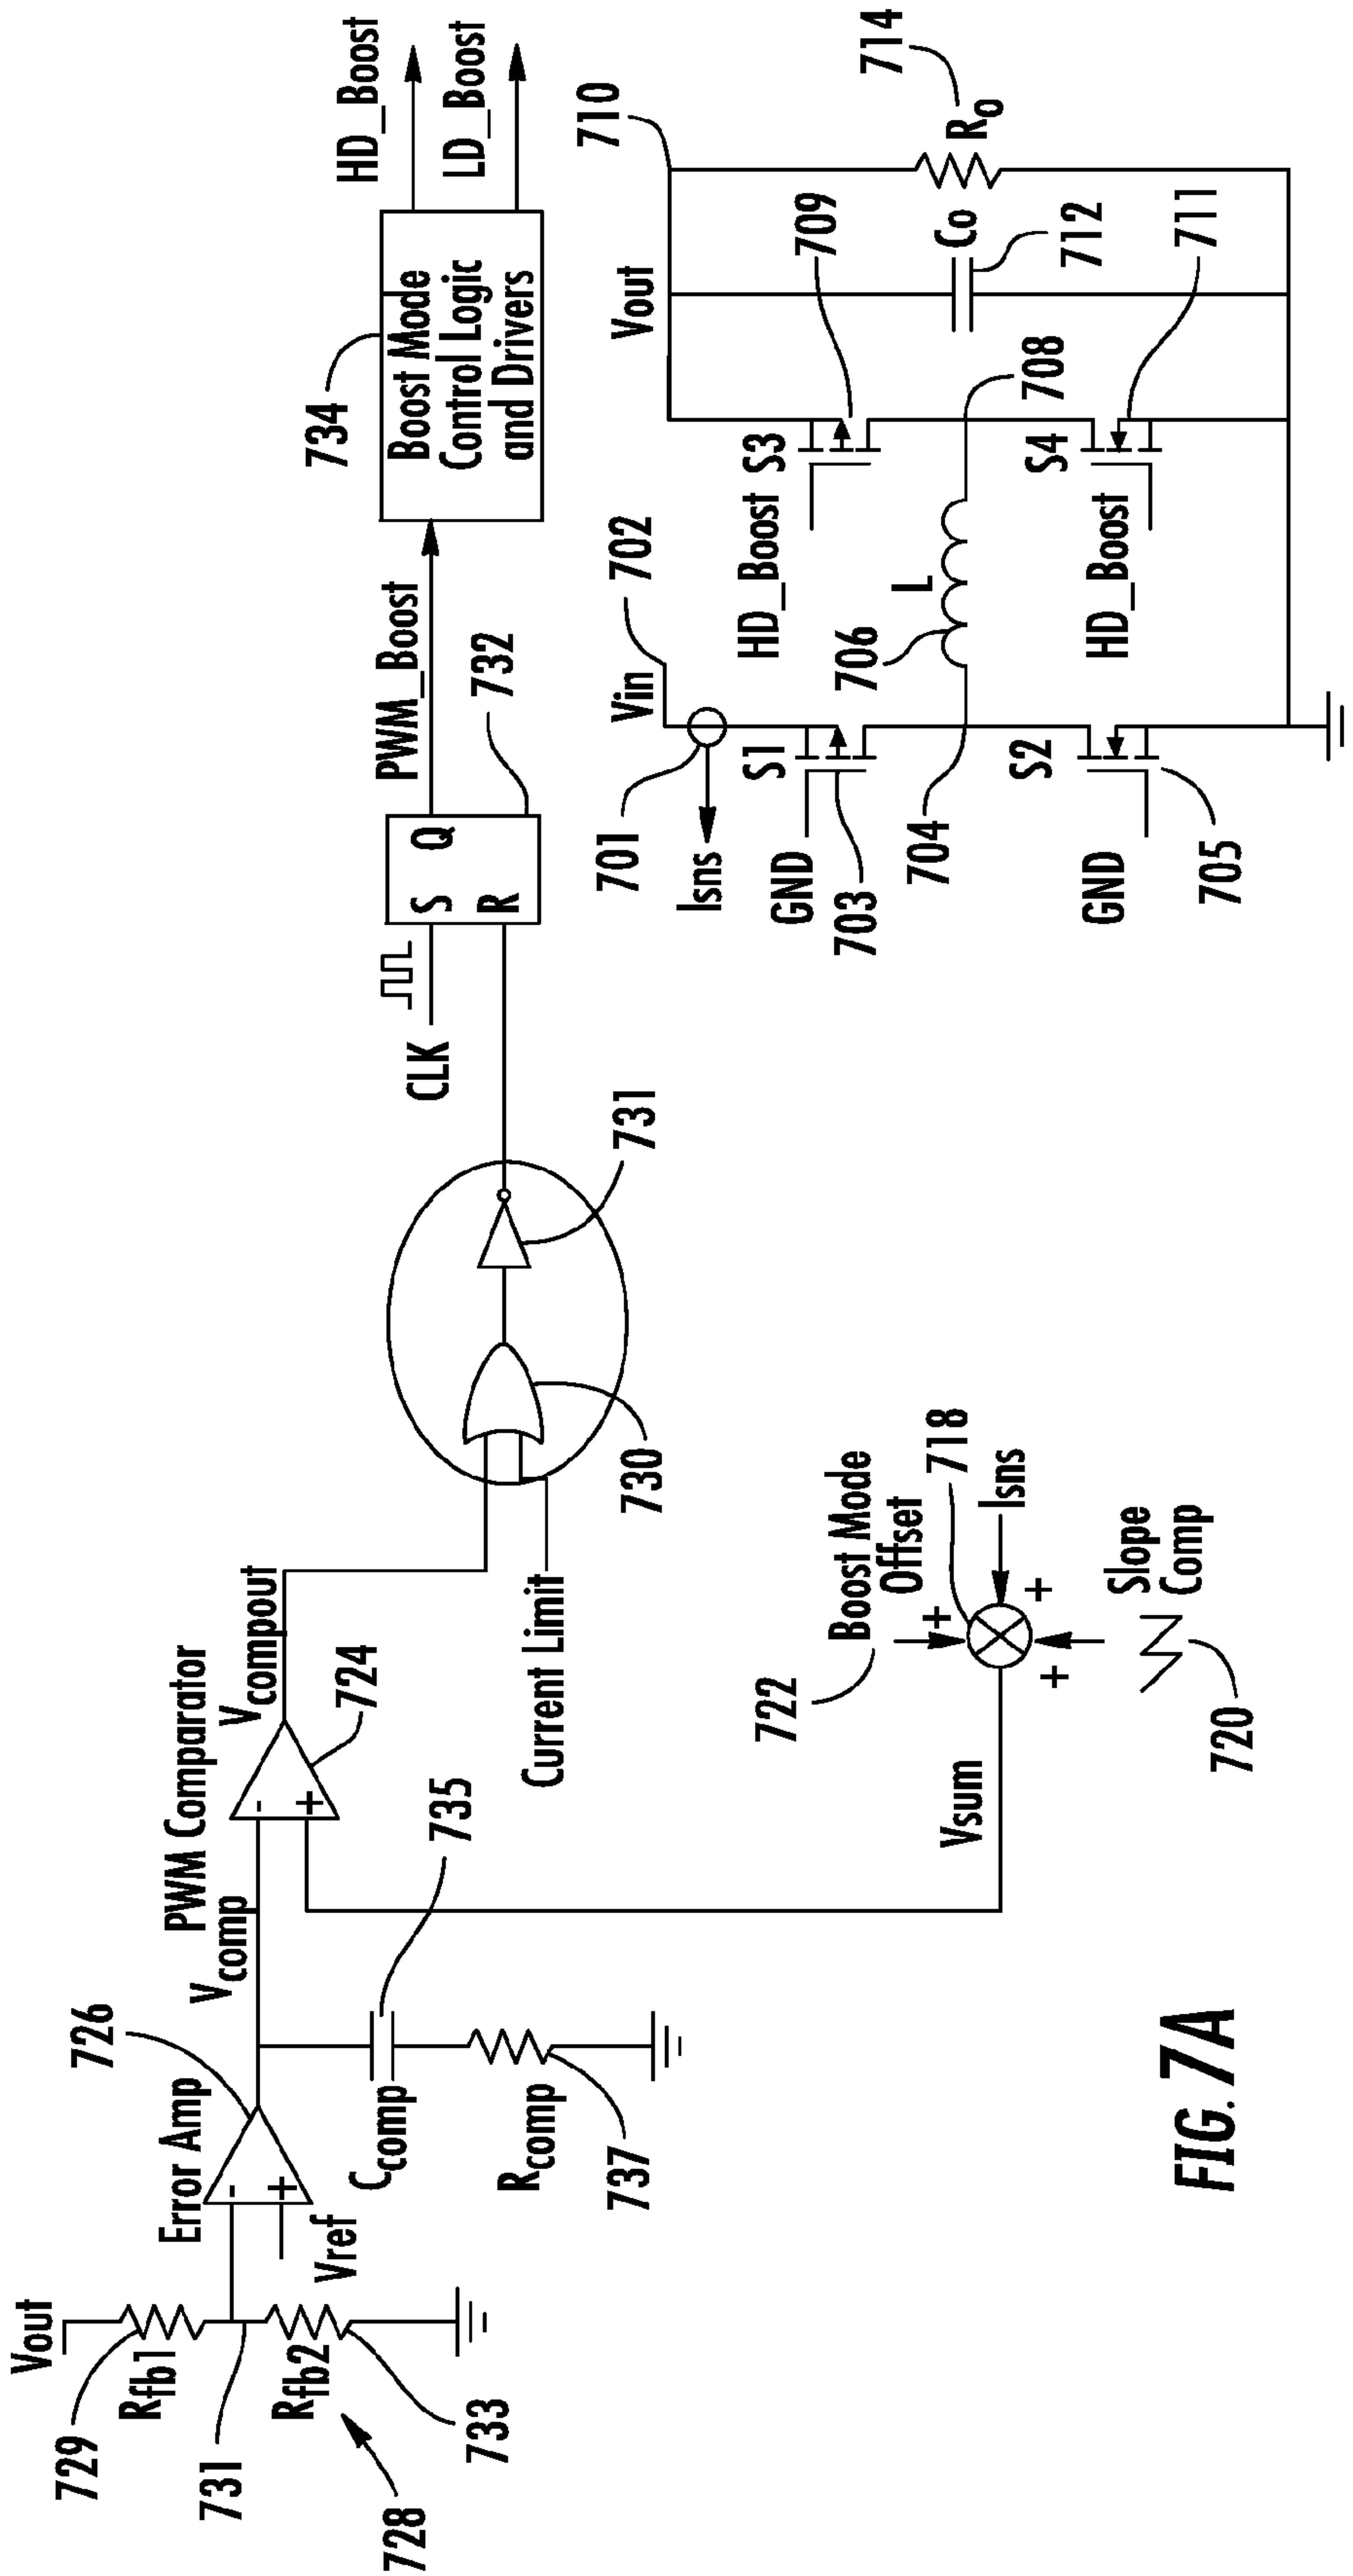 Vout
729
Rfb1
731
Rfb2
733
728
Error Amp
726
-
+
Vref
Vcomp
Ccomp
735
Rcomp
737
PWM Comparator
-
+
724
Vcompout
Current Limit
730
731
CLK
S Q
R
732
PWM_Boost
734
Boost Mode
Control Logic
and Drivers
HD_Boost
LD_Boost
Vsum
722
Boost Mode
Offset
718
Isns
+
+
+
Slope
Comp
720
701
Isns
Vin
702
GND
S1
703
704
GND
S2
705
706
L
HD_Boost
S3
709
708
HD_Boost
S4
711
Vout
710
Co
712
Ro
714
FIG. 7A